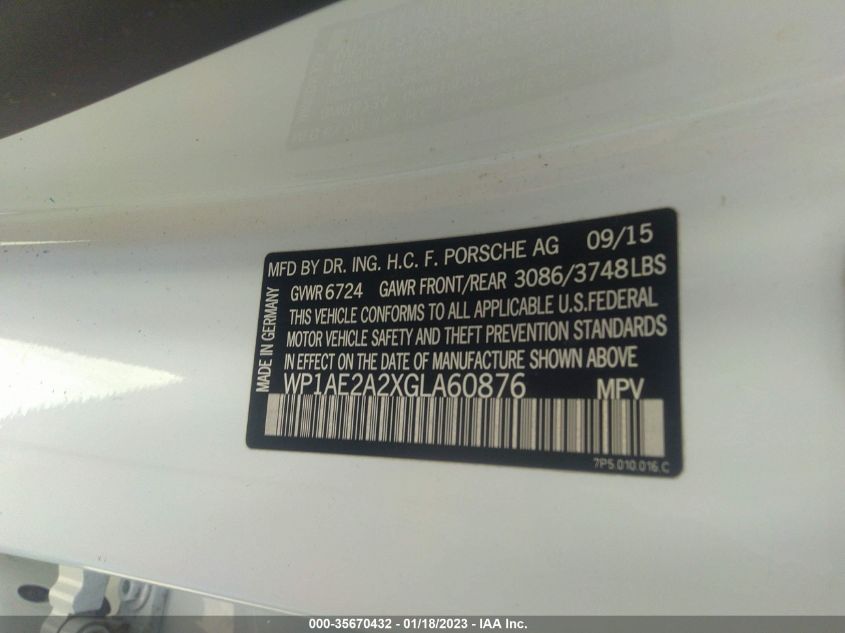 MFD BY DR. ING. H.C. F. PORSCHE AG 09/15
GVWR 6724 GAWR FRONT/REAR 3086/3748 LBS
THIS VEHICLE CONFORMS TO ALL APPLICABLE U.S.FEDERAL
MOTOR VEHICLE SAFETY AND THEFT PREVENTION STANDARDS
IN EFFECT ON THE DATE OF MANUFACTURE SHOWN ABOVE
WP1AE2A2XGLA60876 MPV
MADE IN GERMANY
7P5.010.016.C
000-35670432 - 01/18/2023 - IAA Inc.